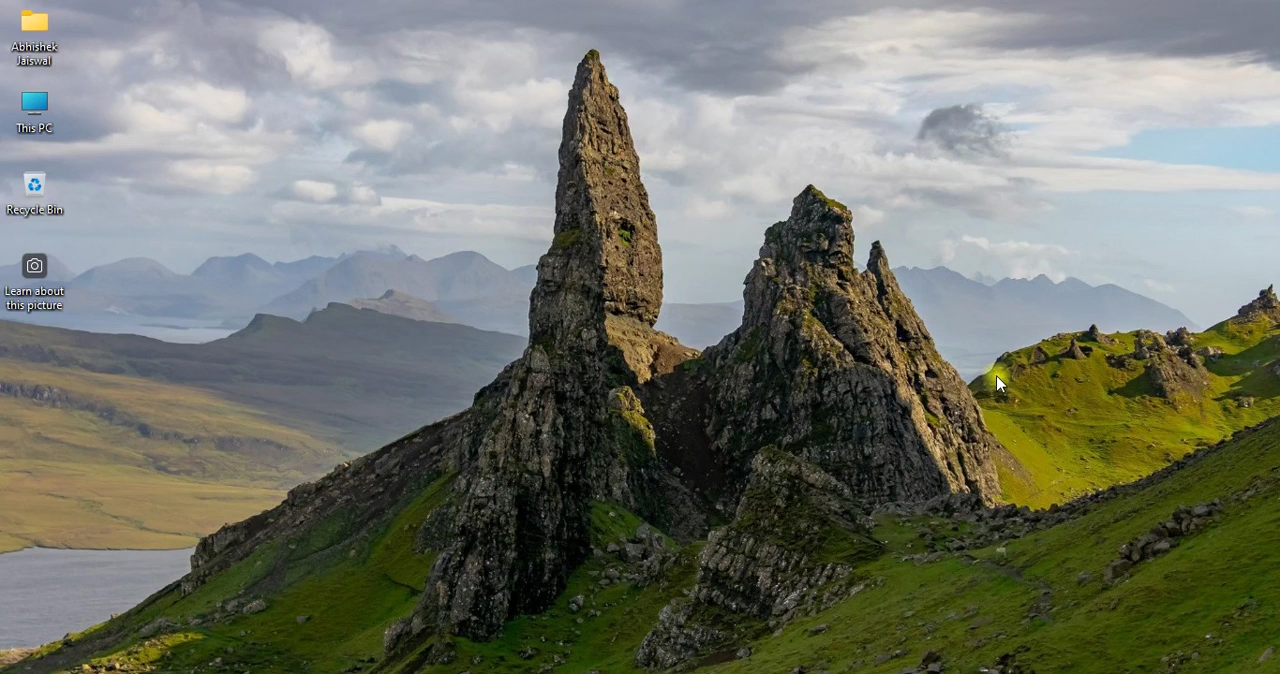 Abhishek
Jaiswal
This PC
Recycle Bin
Learn about
this picture